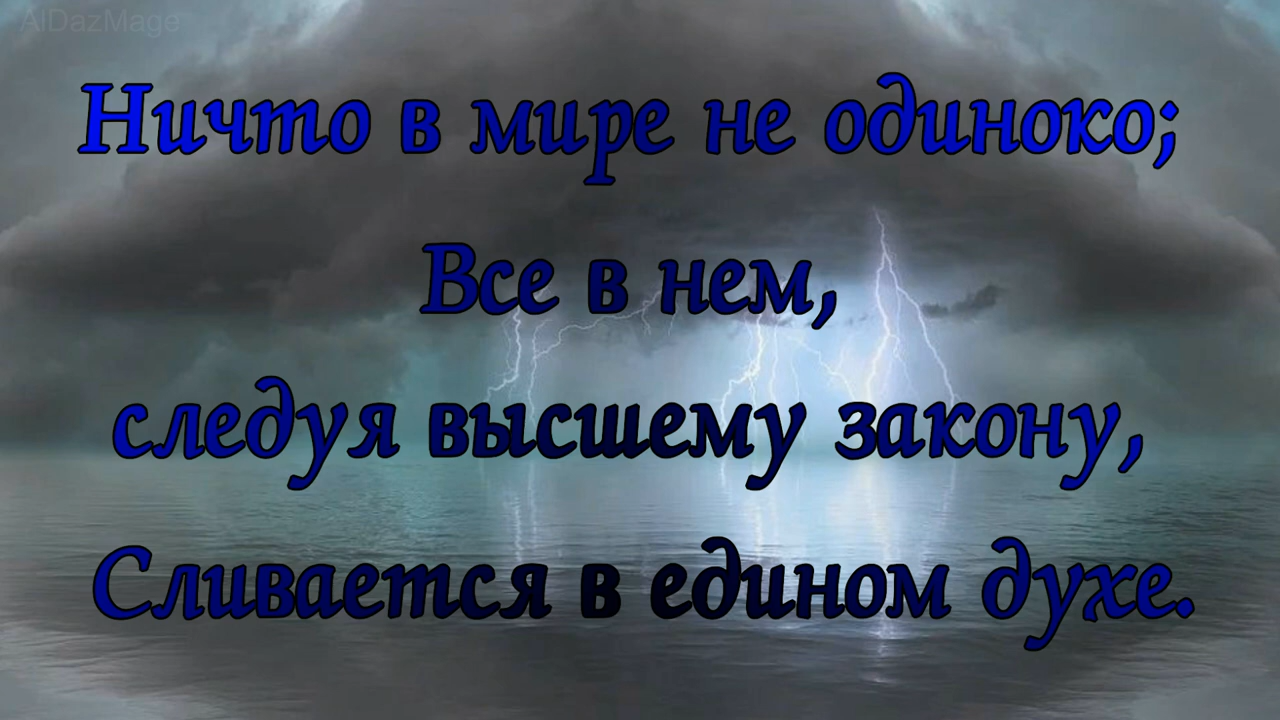 AlDazMage
Ничто в мире не одиноко;
Все в нем,
следуя высшему закону,
Сливается в едином духе.